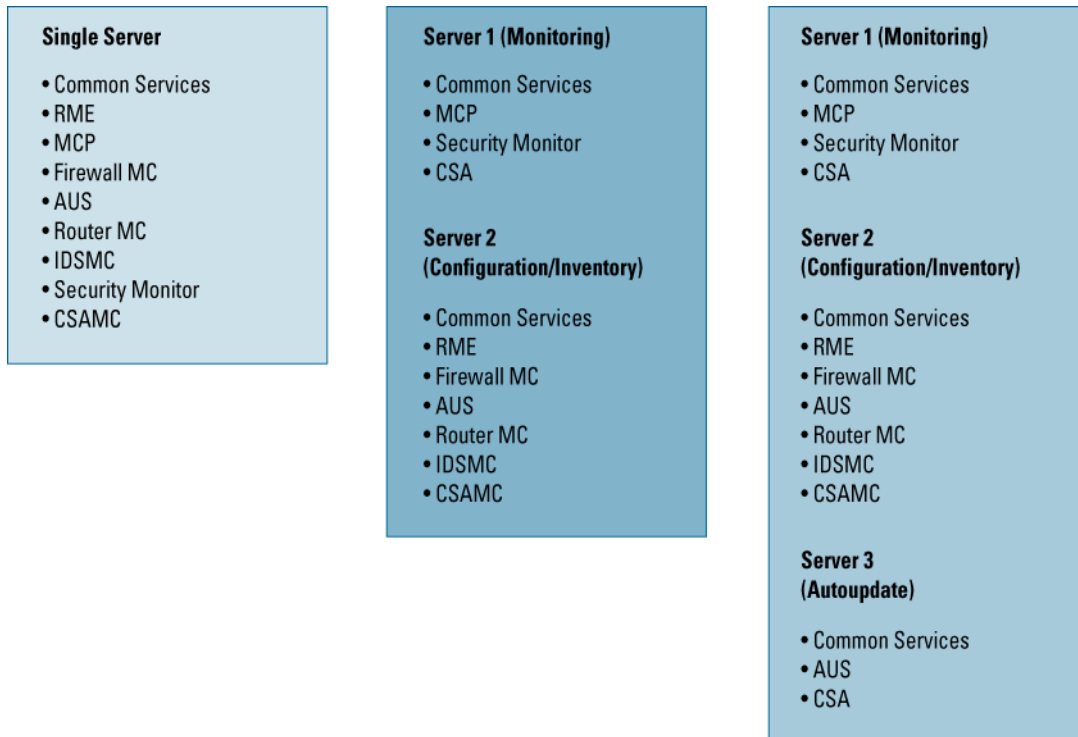 Single Server
• Common Services
• RME
• MCP
• Firewall MC
• AUS
• Router MC
• IDSMC
• Security Monitor
• CSAMC
Server 1 (Monitoring)
• Common Services
• MCP
• Security Monitor
• CSA
Server 2
(Configuration/Inventory)
• Common Services
• RME
• Firewall MC
• AUS
• Router MC
• IDSMC
• CSAMC
Server 1 (Monitoring)
• Common Services
• MCP
• Security Monitor
• CSA
Server 2
(Configuration/Inventory)
• Common Services
• RME
• Firewall MC
• AUS
• Router MC
• IDSMC
• CSAMC
Server 3
(Autoupdate)
• Common Services
• AUS
• CSA